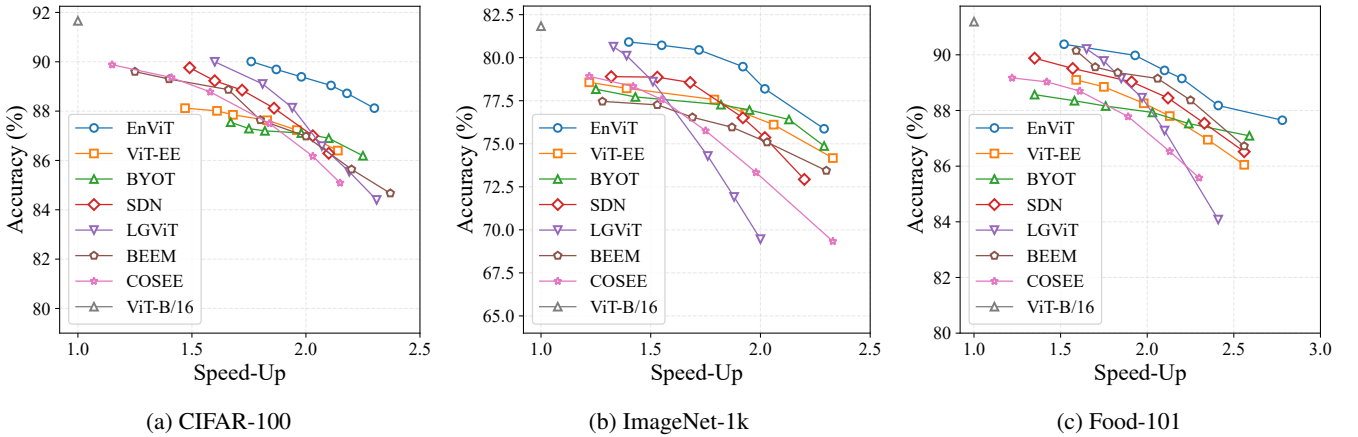 92
90
88
86
84
82
80
Accuracy (%)
EnViT
ViT-EE
BYOT
SDN
LGViT
BEEM
COSEE
ViT-B/16
1.0 1.5 2.0 2.5
Speed-Up
(a) CIFAR-100
82.5
80.0
77.5
75.0
72.5
70.0
67.5
65.0
Accuracy (%)
EnViT
ViT-EE
BYOT
SDN
LGViT
BEEM
COSEE
ViT-B/16
1.0 1.5 2.0 2.5
Speed-Up
(b) ImageNet-1k
90
88
86
84
82
80
Accuracy (%)
EnViT
ViT-EE
BYOT
SDN
LGViT
BEEM
COSEE
ViT-B/16
1.0 1.5 2.0 2.5 3.0
Speed-Up
(c) Food-101